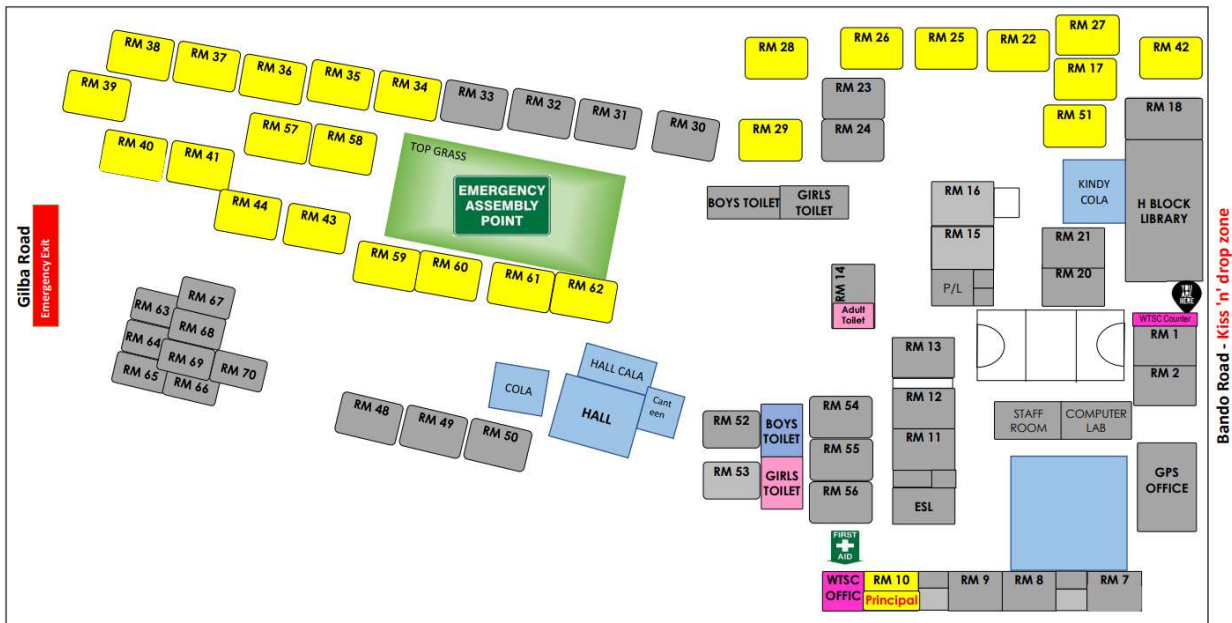 RM 38
RM 37
RM 36
RM 35
RM 34
RM 33
RM 32
RM 31
RM 30
RM 28
RM 26
RM 25
RM 22
RM 27
RM 42
RM 39
RM 17
RM 23
RM 18
RM 51
RM 57
RM 58
RM 29
RM 24
RM 40
RM 41
TOP GRASS
EMERGENCY
ASSEMBLY
POINT
BOYS TOILET
GIRLS
TOILET
RM 16
KINDY
COLA
H BLOCK
LIBRARY
RM 44
RM 43
RM 15
RM 21
RM 20
P/L
Gilba Road
Emergency Exit
RM 59
RM 60
RM 61
RM 62
RM 14
Adult
Toilet
YOU
ARE
HERE
WTSC Counter
RM 1
RM 2
Bando Road - Kiss 'n' drop zone
RM 63
RM 67
RM 64
RM 68
RM 65
RM 69
RM 66
RM 70
HALL CALA
COLA
HALL
Cant
een
RM 13
RM 12
RM 11
ESL
RM 48
RM 49
RM 50
RM 52
BOYS
TOILET
RM 54
RM 53
GIRLS
TOILET
RM 55
RM 56
STAFF
ROOM
COMPUTER
LAB
GPS
OFFICE
FIRST
AID
WTSC
OFFIC
RM 10
Principal
RM 9
RM 8
RM 7